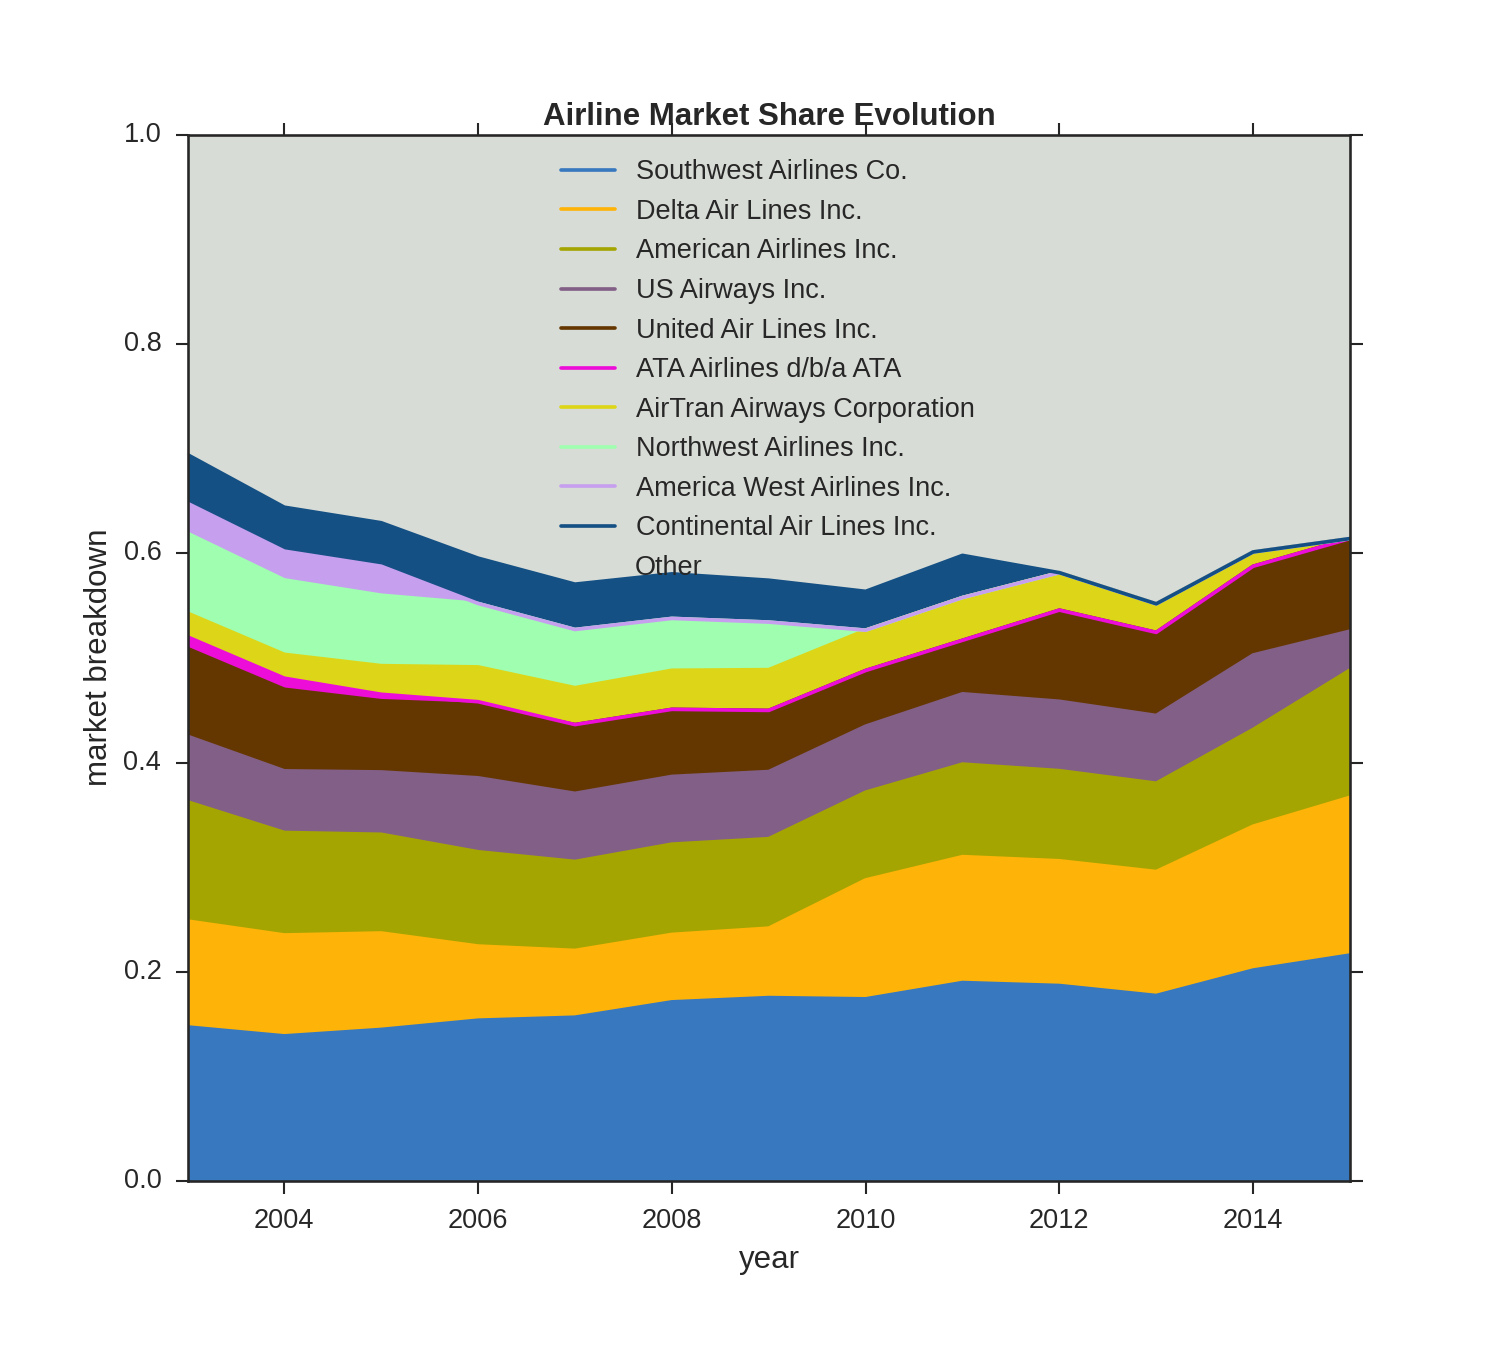 Airline Market Share Evolution
1.0
0.8
0.6
0.4
0.2
0.0
market breakdown
Southwest Airlines Co.
Delta Air Lines Inc.
American Airlines Inc.
US Airways Inc.
United Air Lines Inc.
ATA Airlines d/b/a ATA
AirTran Airways Corporation
Northwest Airlines Inc.
America West Airlines Inc.
Continental Air Lines Inc.
Other
2004 2006 2008 2010 2012 2014
year